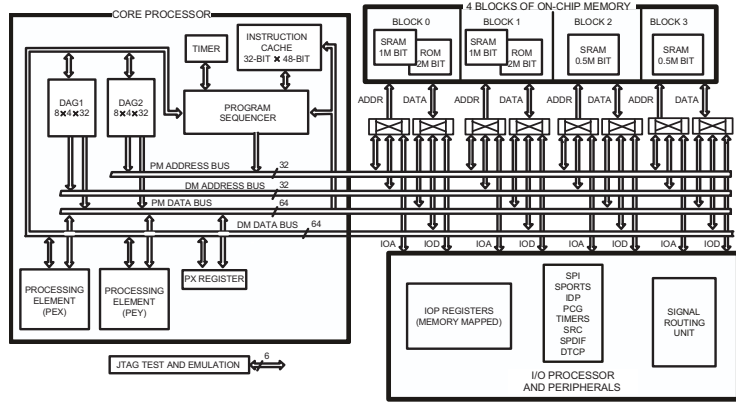 CORE PROCESSOR
TIMER
INSTRUCTION
CACHE
32-BIT × 48-BIT
DAG1
8×4×32
DAG2
8×4×32
PROGRAM
SEQUENCER
PM ADDRESS BUS
32
DM ADDRESS BUS
32
PM DATA BUS
64
DM DATA BUS
64
PROCESSING
ELEMENT
(PEX)
PROCESSING
ELEMENT
(PEY)
PX REGISTER
JTAG TEST AND EMULATION
6
4 BLOCKS OF ON-CHIP MEMORY
BLOCK 0
BLOCK 1
BLOCK 2
BLOCK 3
SRAM
1M BIT
ROM
2M BIT
SRAM
1M BIT
ROM
2M BIT
SRAM
0.5M BIT
SRAM
0.5M BIT
ADDR
DATA
ADDR
DATA
ADDR
DATA
ADDR
DATA
IOA
IOD
IOA
IOD
IOA
IOD
IOA
IOD
IOP REGISTERS
(MEMORY MAPPED)
SPI
SPORTS
IDP
PCG
TIMERS
SRC
SPDIF
DTCP
SIGNAL
ROUTING
UNIT
I/O PROCESSOR
AND PERIPHERALS